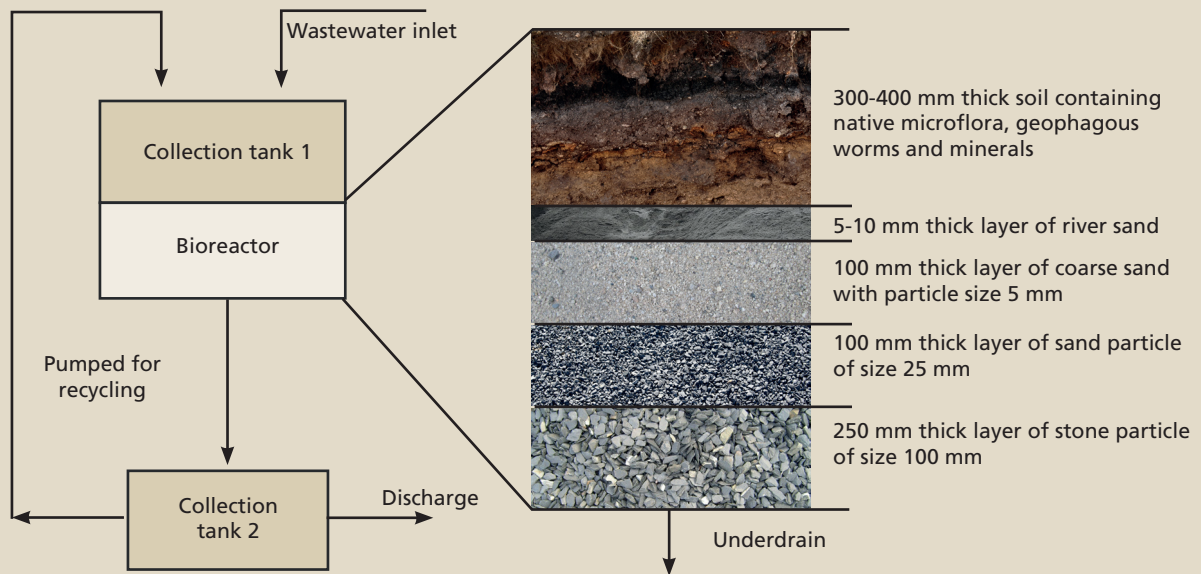 Wastewater inlet
Collection tank 1
Bioreactor
Pumped for
recycling
Collection
tank 2
Discharge
300-400 mm thick soil containing
native microflora, geophagous
worms and minerals
5-10 mm thick layer of river sand
100 mm thick layer of coarse sand
with particle size 5 mm
100 mm thick layer of sand particle
of size 25 mm
250 mm thick layer of stone particle
of size 100 mm
Underdrain